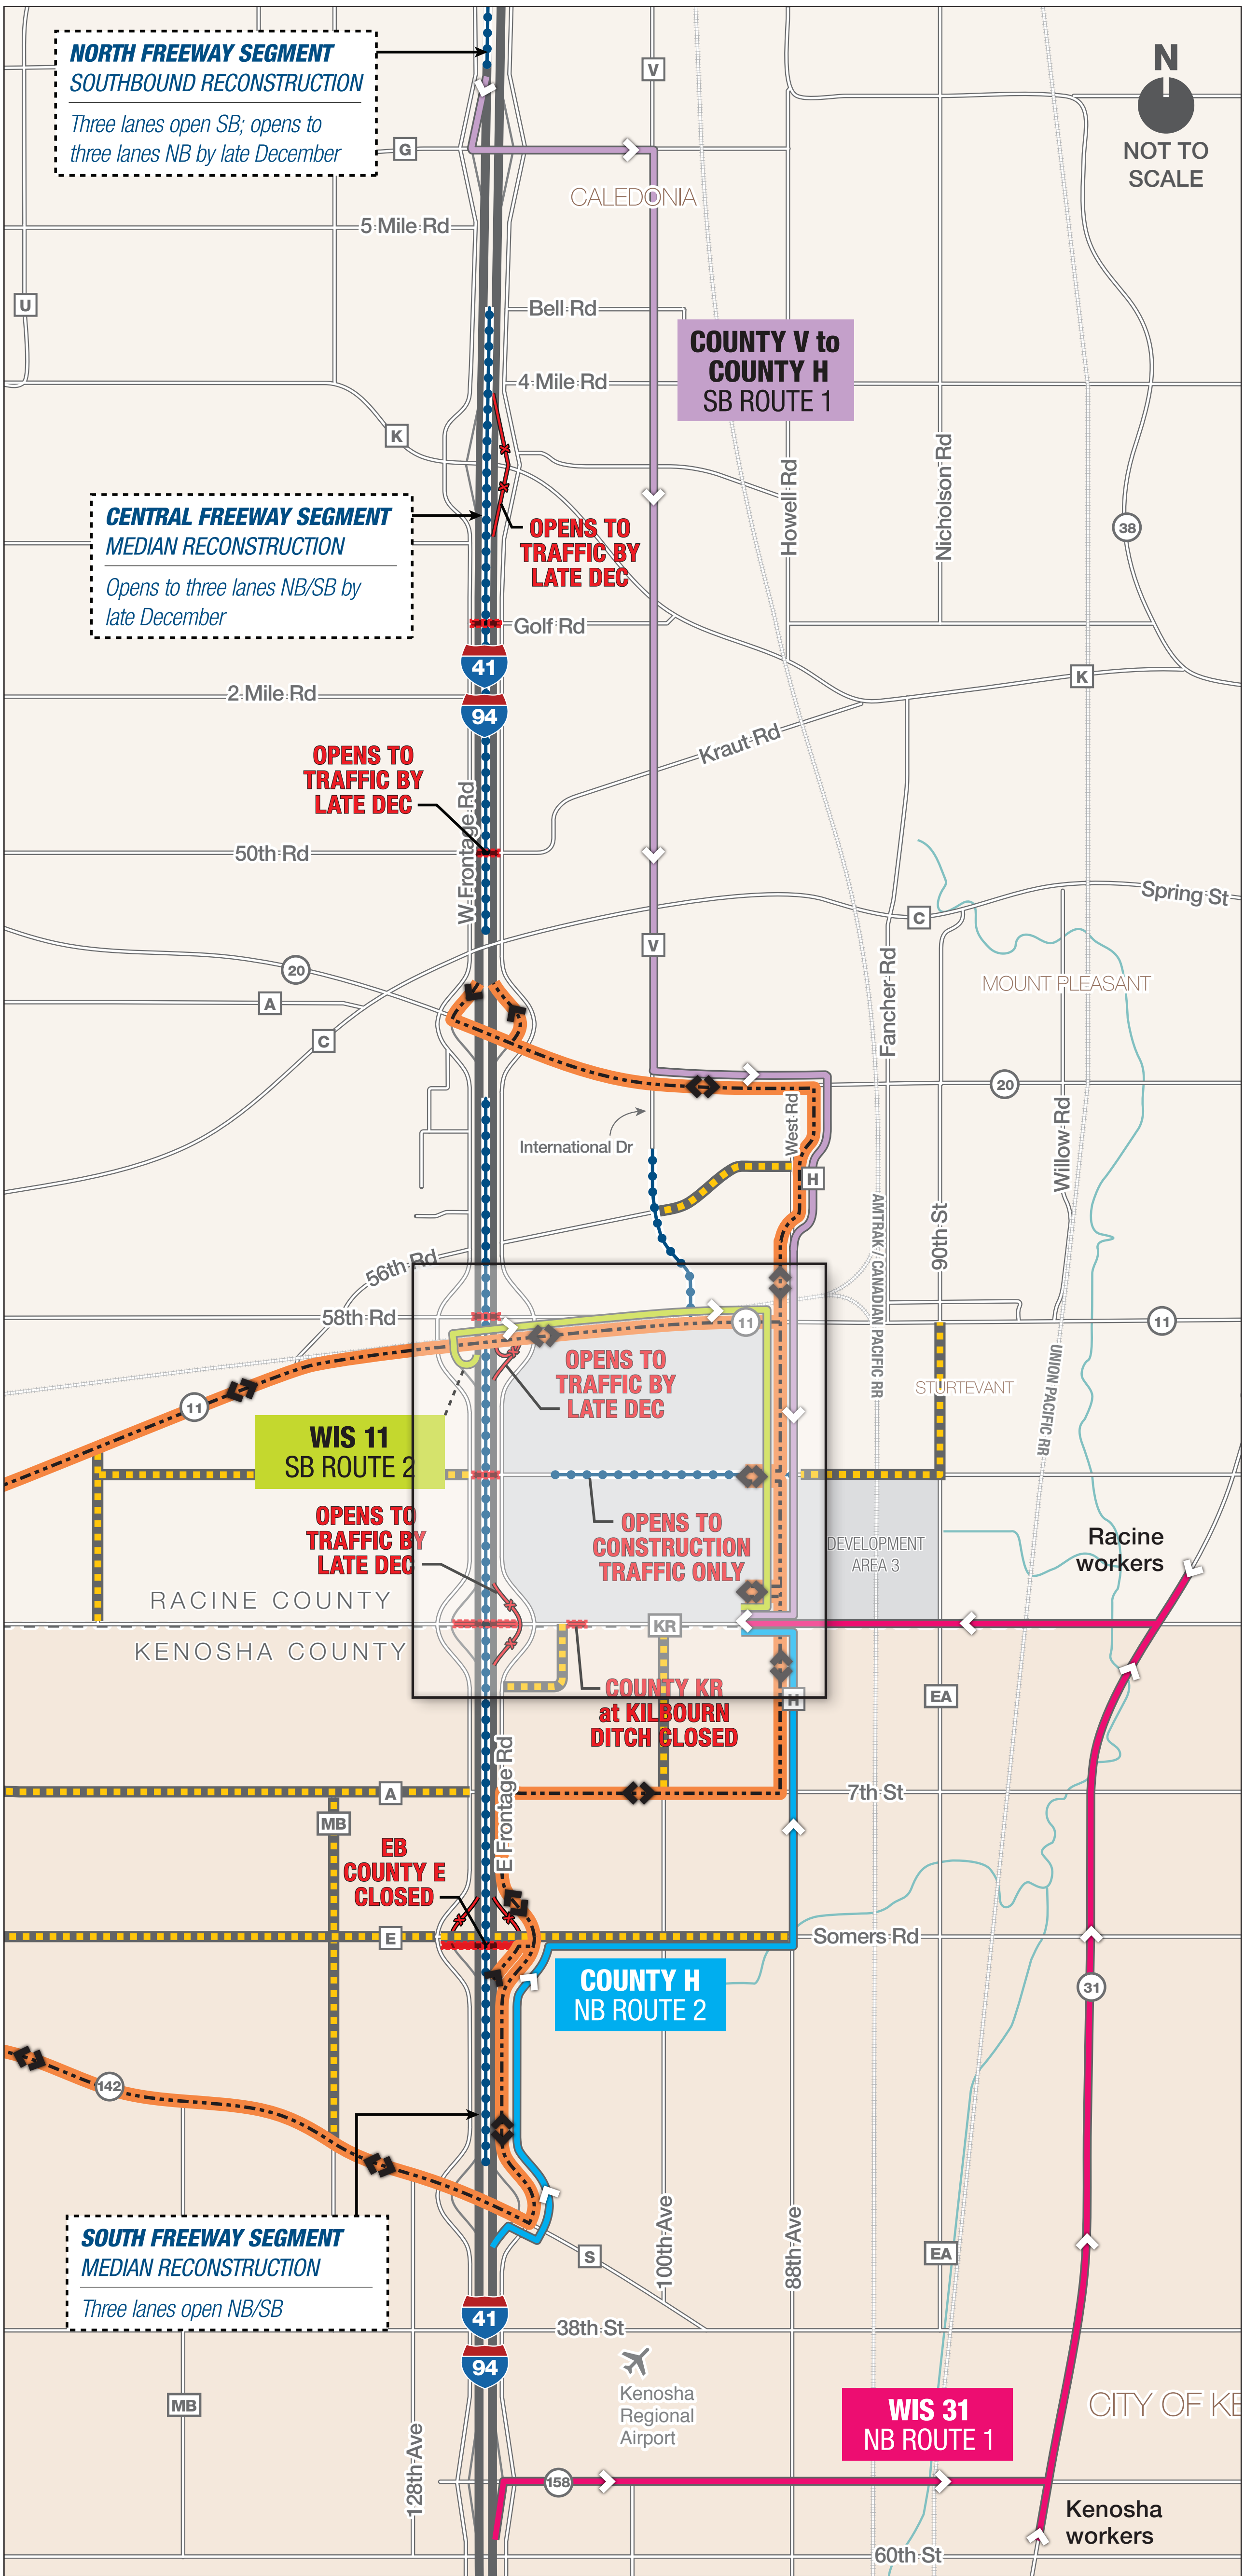 NORTH FREEWAY SEGMENT
SOUTHBOUND RECONSTRUCTION
Three lanes open SB; opens to
three lanes NB by late December
V
N
NOT TO
SCALE
G
CALEDONIA
5 Mile Rd
U
Bell Rd
COUNTY V to
COUNTY H
SB ROUTE 1
4 Mile Rd
K
Howell Rd
Nicholson Rd
CENTRAL FREEWAY SEGMENT
MEDIAN RECONSTRUCTION
Opens to three lanes NB/SB by
late December
OPENS TO
TRAFFIC BY
LATE DEC
38
Golf Rd
41
K
2 Mile Rd
94
Kraut Rd
OPENS TO
TRAFFIC BY
LATE DEC
W Frontage Rd
50th Rd
Spring St
C
V
20
MOUNT PLEASANT
A
Fancher Rd
C
20
West Rd
Willow Rd
International Dr
H
AMTRAK / CANADIAN PACIFIC RR
90th St
56th Rd
58th Rd
11
11
UNION PACIFIC RR
OPENS TO
TRAFFIC BY
LATE DEC
STURTEVANT
11
WIS 11
SB ROUTE 2
OPENS TO
TRAFFIC BY
LATE DEC
OPENS TO
CONSTRUCTION
TRAFFIC ONLY
DEVELOPMENT
AREA 3
Racine
workers
RACINE COUNTY
KR
KENOSHA COUNTY
COUNTY KR
at KILBOURN
DITCH CLOSED
H
EA
E Frontage Rd
A
7th St
MB
EB
COUNTY E
CLOSED
E
Somers Rd
COUNTY H
NB ROUTE 2
31
142
SOUTH FREEWAY SEGMENT
MEDIAN RECONSTRUCTION
Three lanes open NB/SB
100th Ave
88th Ave
S
EA
41
38th St
94
Kenosha
Regional
Airport
MB
WIS 31
NB ROUTE 1
CITY OF KE
128th Ave
158
Kenosha
workers
60th St